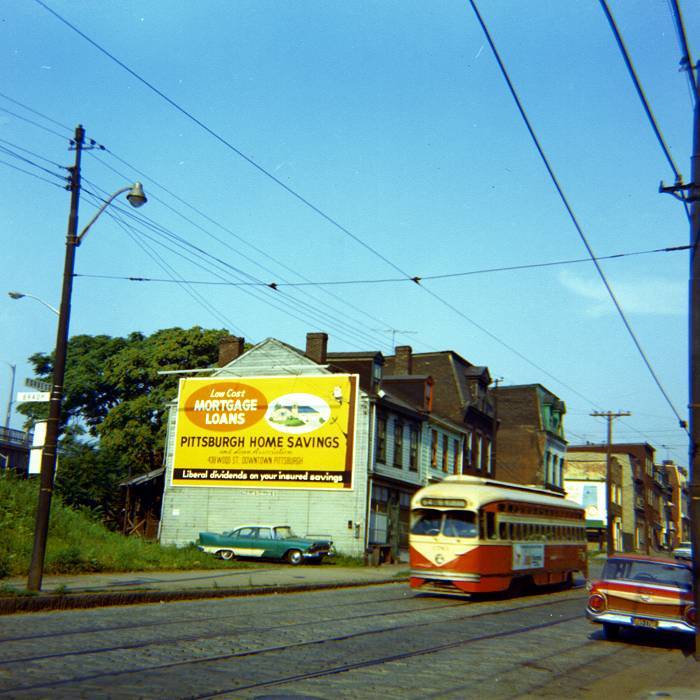 Low Cost
MORTGAGE
LOANS
PITTSBURGH HOME SAVINGS
and Loan Association
438 WOOD ST. DOWNTOWN PITTSBURGH
Liberal dividends on your insured savings